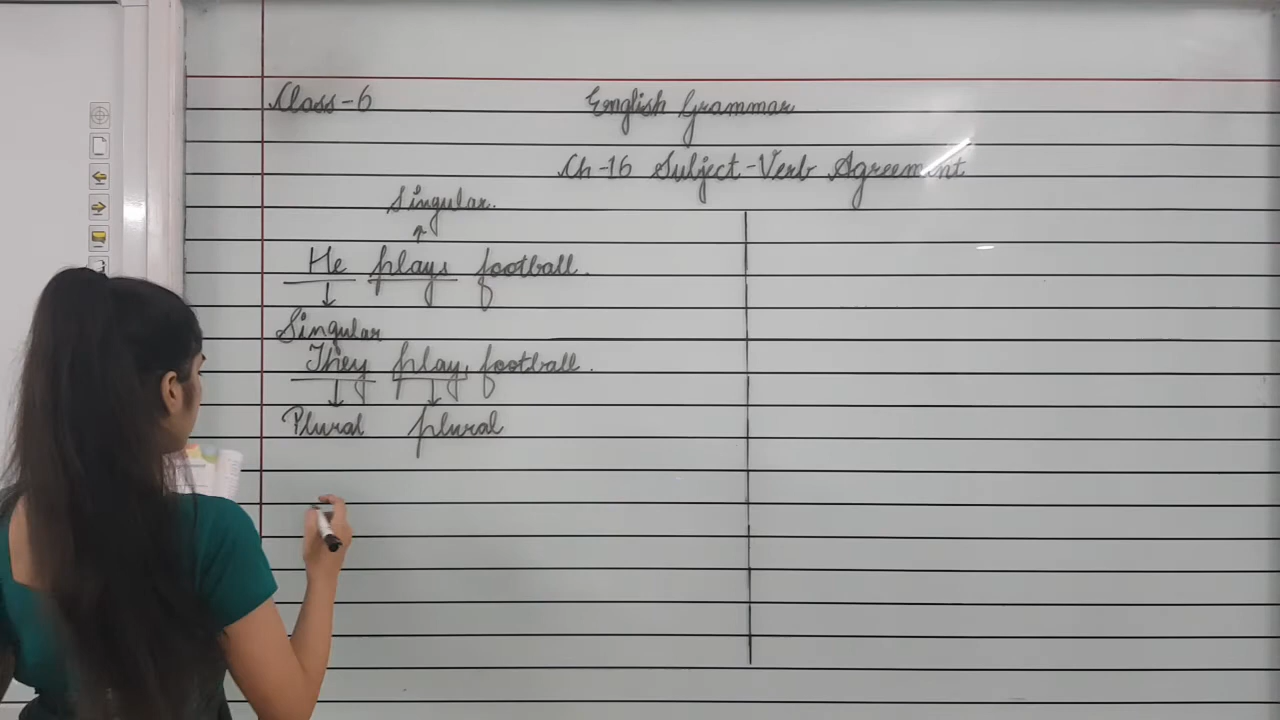 Class-6
English Grammar
Ch-16 Subject-Verb Agreement
Singular.
He plays football.
Singular
They play football.
Plural plural